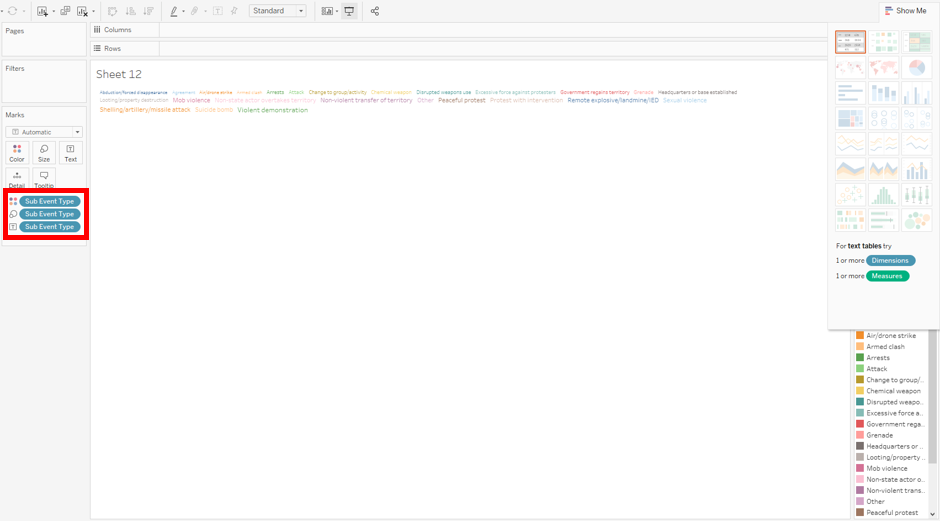 Standard
Show Me
Pages
Columns
Rows
Filters
Sheet 12
Abduction/forced disappearance Agreement Air/drone strike Armed clash Arrests Attack Change to group/activity Chemical weapon Disrupted weapons use Excessive force against protesters Government regains territory Grenade Headquarters or base established
Looting/property destruction Mob violence Non-state actor overtakes territory Non-violent transfer of territory Other Peaceful protest Protest with intervention Remote explosive/landmine/IED Sexual violence
Shelling/artillery/missile attack Suicide bomb Violent demonstration
Marks
Automatic
Color Size Text
Detail Tooltip
Sub Event Type
Sub Event Type
Sub Event Type
For text tables try
1 or more Dimensions
1 or more Measures
Air/drone strike
Armed clash
Arrests
Attack
Change to group/...
Chemical weapon
Disrupted weapo...
Excessive force a...
Government rega...
Grenade
Headquarters or ...
Looting/property ...
Mob violence
Non-state actor o...
Non-violent trans...
Other
Peaceful protest